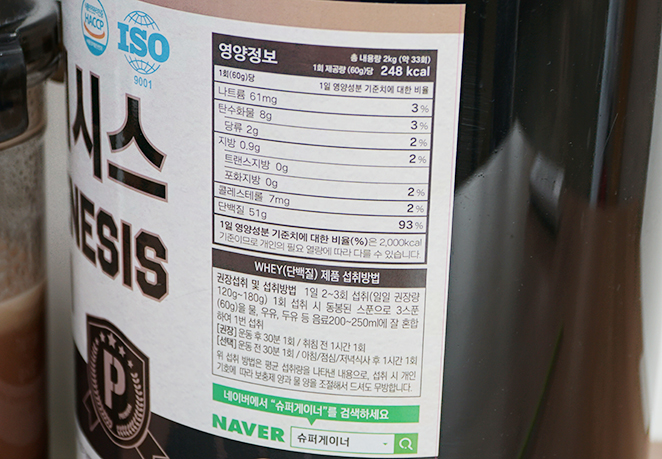 HACCP
ISO
9001
시스
NESIS
P
영양정보
총 내용량 2kg (약 33회)
1회 제공량 (60g)당 248 kcal
1회(60g)당 1일 영양성분 기준치에 대한 비율
나트륨 61mg 3%
탄수화물 8g 3%
당류 2g 2%
지방 0.9g 2%
트랜스지방 0g
포화지방 0g
콜레스테롤 7mg 2%
단백질 51g 2%
93%
1일 영양성분 기준치에 대한 비율(%)은 2,000kcal
기준이므로 개인의 필요 열량에 따라 다를 수 있습니다
WHEY(단백질) 제품 섭취방법
권장섭취 및 섭취방법 1일 2~3회 섭취(일일 권장량
120g~180g) 1회 섭취 시 동봉된 스푼으로 3스푼
(60g)을 물, 우유, 두유 등 음료200~250ml에 잘 혼합
하여 1번 섭취
[권장] 운동 후 30분 1회 / 취침 전 1시간 1회
[선택] 운동 전 30분 1회 / 아침/점심/저녁식사 후 1시간 1회
위 섭취 방법은 평균 섭취량을 나타낸 내용으로, 섭취 시 개인
기호에 따라 보충제 양과 물 양을 조절해서 드셔도 무방합니다.
네이버에서 “슈퍼게이너”를 검색하세요
NAVER 슈퍼게이너